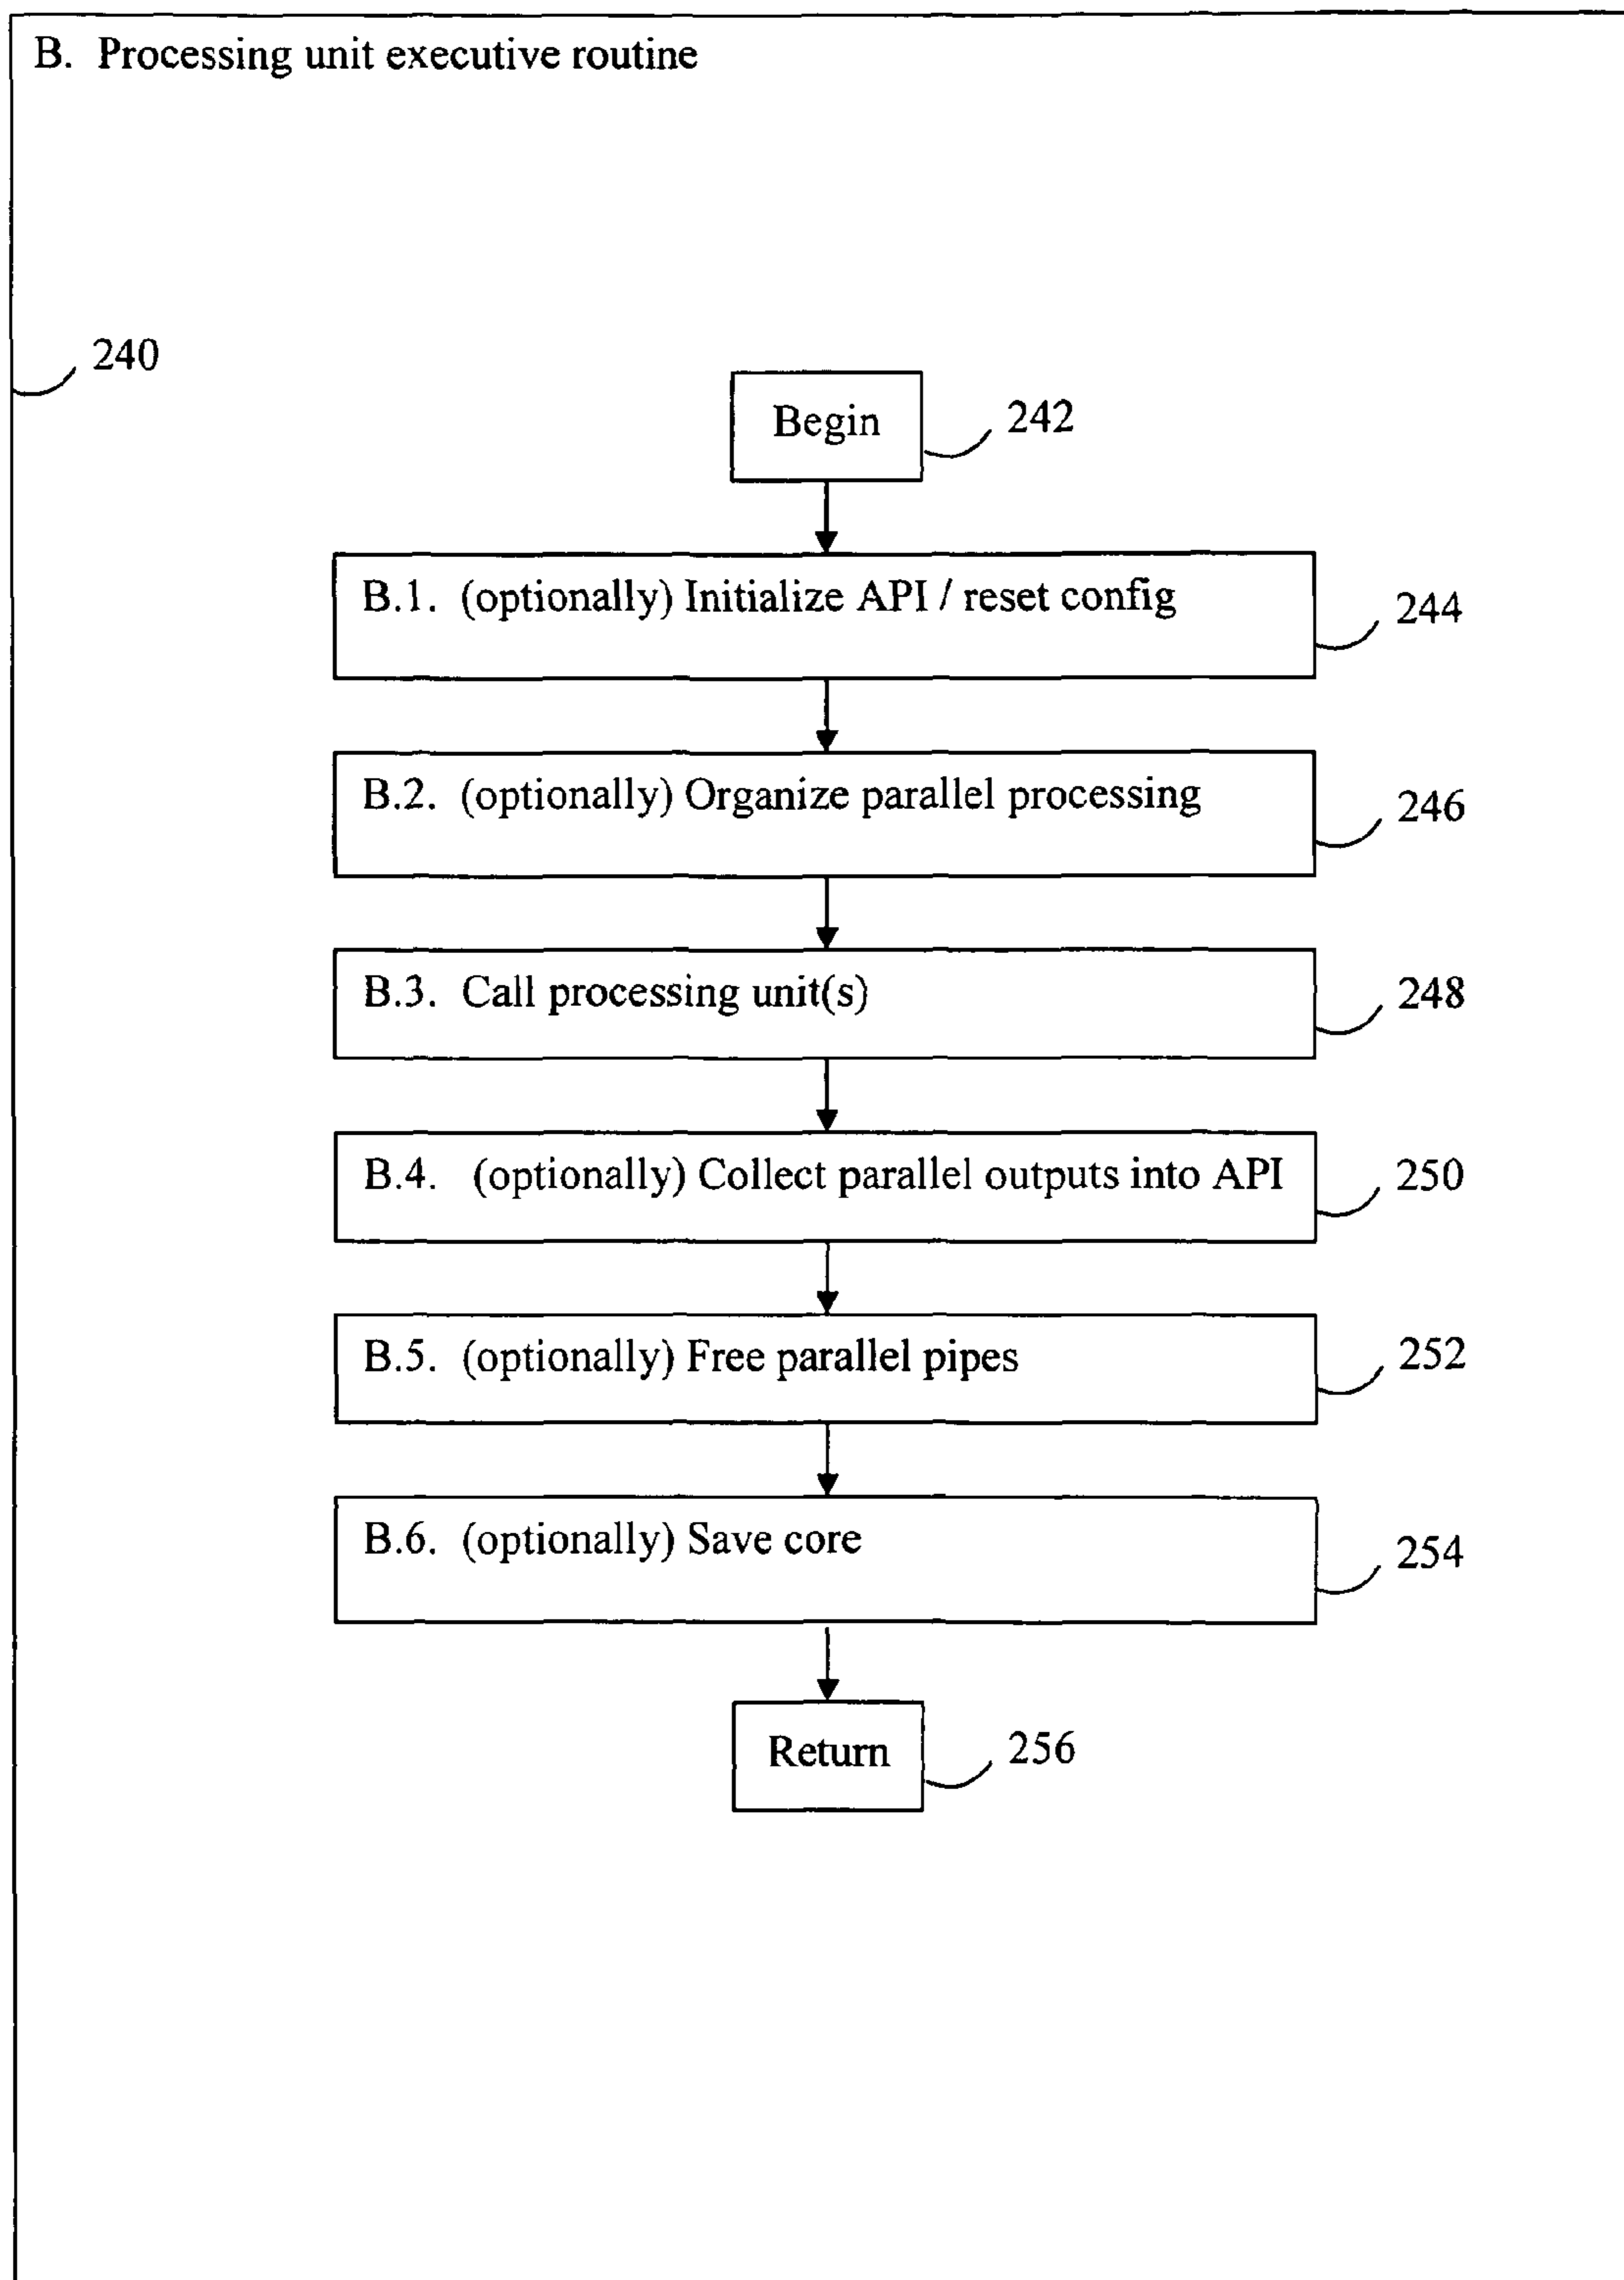 B. Processing unit executive routine
240
Begin
242
B.1. (optionally) Initialize API / reset config
244
B.2. (optionally) Organize parallel processing
246
B.3. Call processing unit(s)
248
B.4. (optionally) Collect parallel outputs into API
250
B.5. (optionally) Free parallel pipes
252
B.6. (optionally) Save core
254
Return
256